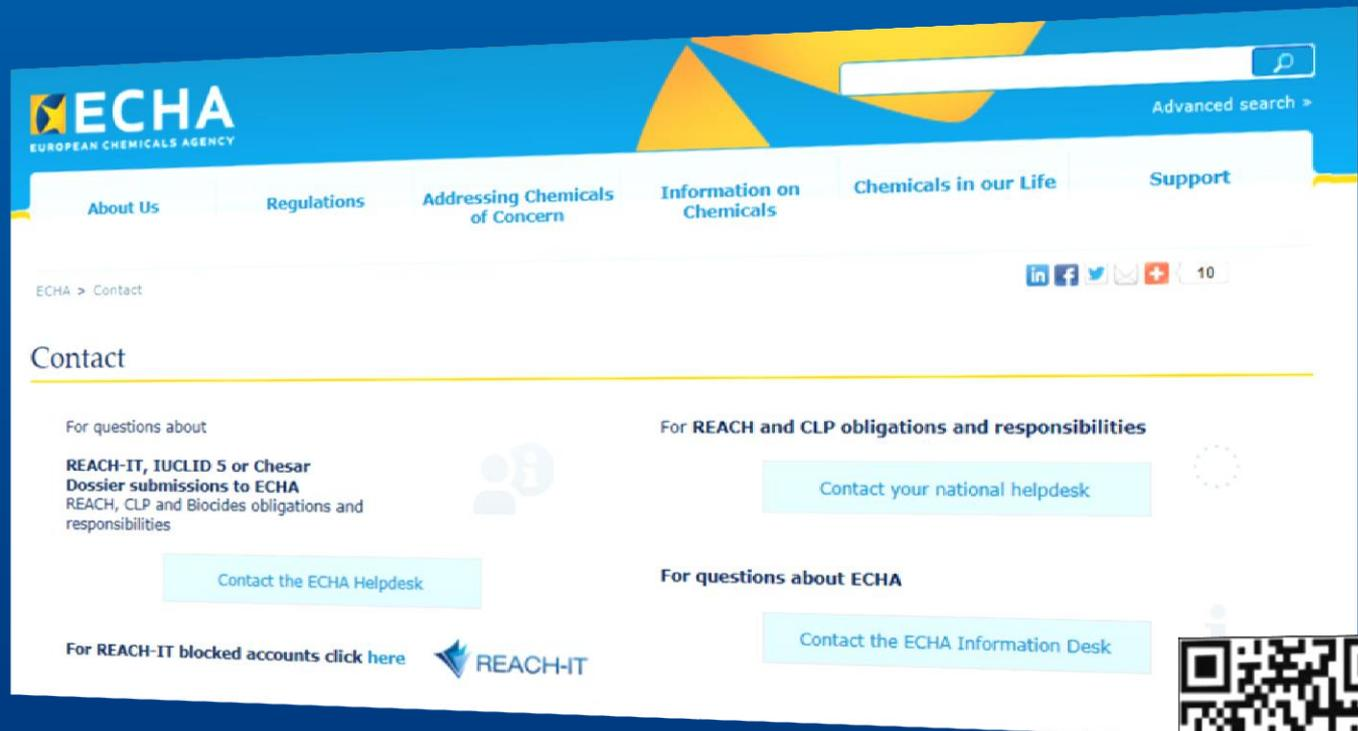 ECHA
EUROPEAN CHEMICALS AGENCY
Advanced search »
About Us
Regulations
Addressing Chemicals
of Concern
Information on
Chemicals
Chemicals in our Life
Support
ECHA > Contact
in f + 10
Contact
For questions about
REACH-IT, IUCLID 5 or Chesar
Dossier submissions to ECHA
REACH, CLP and Biocides obligations and
responsibilities
Contact the ECHA Helpdesk
For REACH-IT blocked accounts click here
REACH-IT
For REACH and CLP obligations and responsibilities
Contact your national helpdesk
For questions about ECHA
Contact the ECHA Information Desk